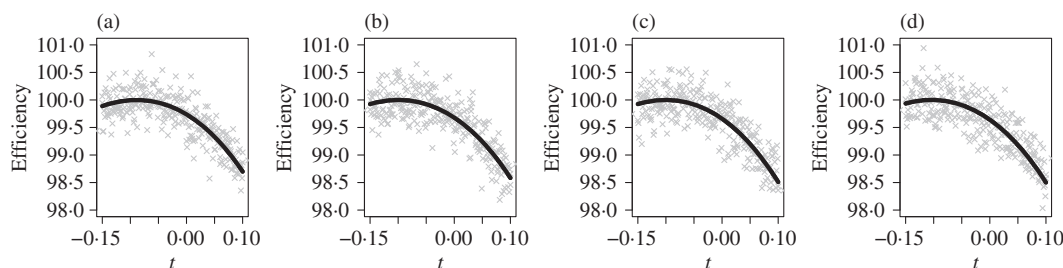 (a) (b) (c) (d)
Efficiency Efficiency Efficiency Efficiency
101·0 101·0 101·0 101·0
100·5 100·5 100·5 100·5
100·0 100·0 100·0 100·0
99·5 99·5 99·5 99·5
99·0 99·0 99·0 99·0
98·5 98·5 98·5 98·5
98·0 98·0 98·0 98·0
−0·15 0·00 0·10 −0·15 0·00 0·10 −0·15 0·00 0·10 −0·15 0·00 0·10
t t t t